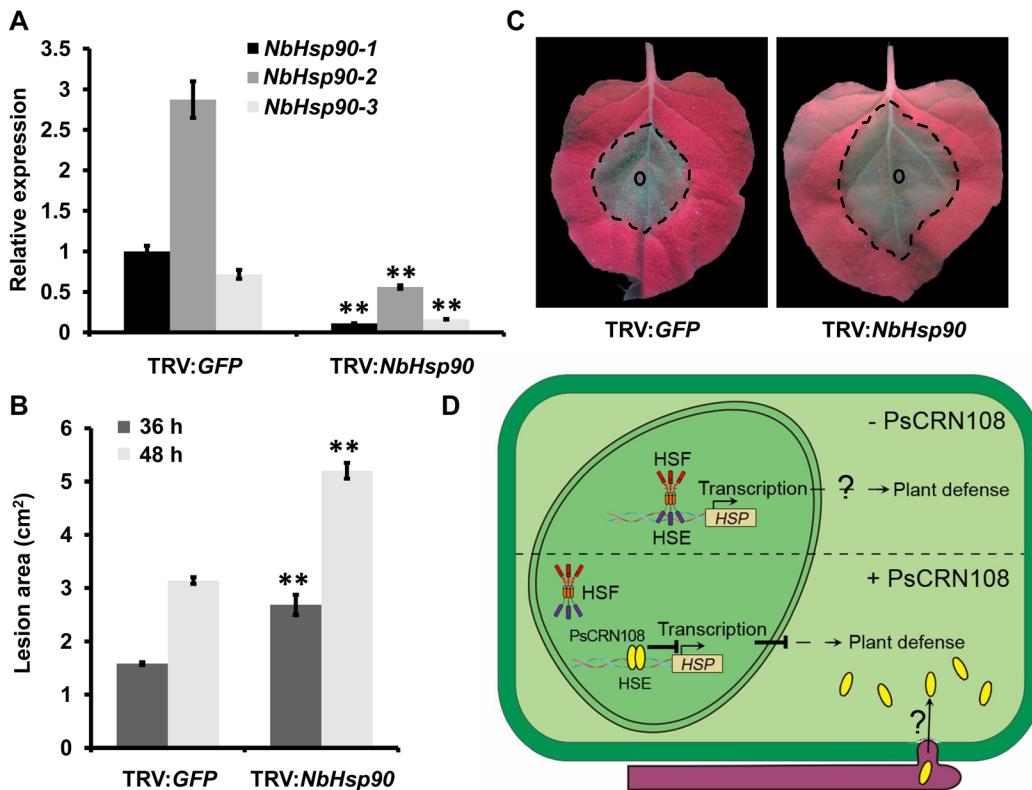 A
Relative expression
3.5
3
2.5
2
1.5
1
0.5
0
NbHsp90-1
NbHsp90-2
NbHsp90-3
**
**
**
TRV:GFP
TRV:NbHsp90
B
Lesion area (cm²)
6
5
4
3
2
1
0
36 h
48 h
**
**
TRV:GFP
TRV:NbHsp90
C
TRV:GFP
TRV:NbHsp90
D
- PsCRN108
HSF
Transcription
?
Plant defense
HSE
HSP
+ PsCRN108
HSF
PsCRN108
Transcription
Plant defense
HSE
HSP
?